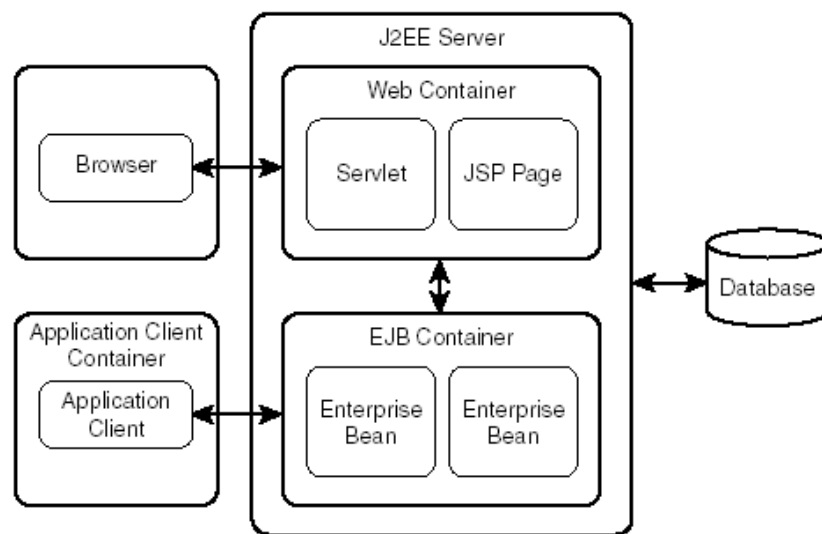 J2EE Server
Web Container
Browser
Servlet
JSP Page
Database
Application Client
Container
Application
Client
EJB Container
Enterprise
Bean
Enterprise
Bean